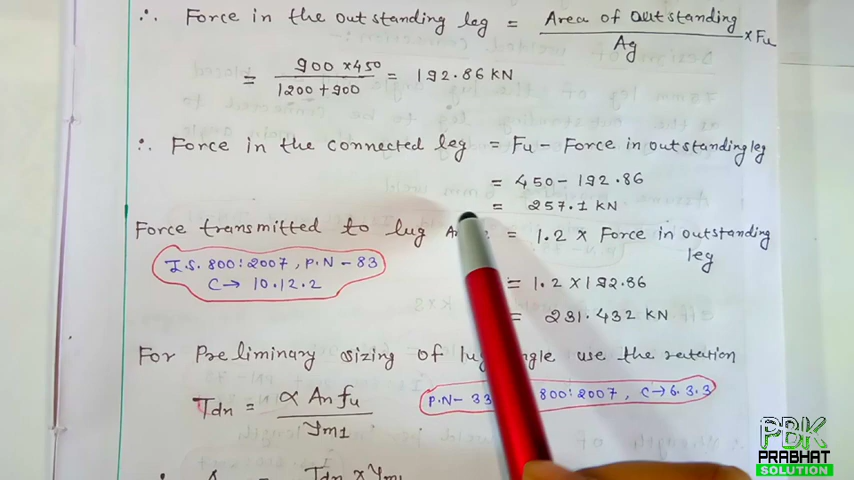 ∴ Force in the outstanding leg = Area of outstanding / Ag × Fu
= 900 × 450 / 1200 + 900 = 192.86 KN
∴ Force in the connected leg = Fu - Force in outstanding leg
= 450 - 192.86
= 257.1 KN
Force transmitted to lug = 1.2 × Force in outstanding leg
I.S. 800:2007, P.N - 83
C → 10.12.2
= 1.2 × 192.86
= 231.432 KN
For Preliminary sizing of lug use the
Tdn = α An fu / γm1
P.N - 33 800:2007, C → 6.3.3
Tdn × γm1
PBK
PRABHAT
SOLUTION